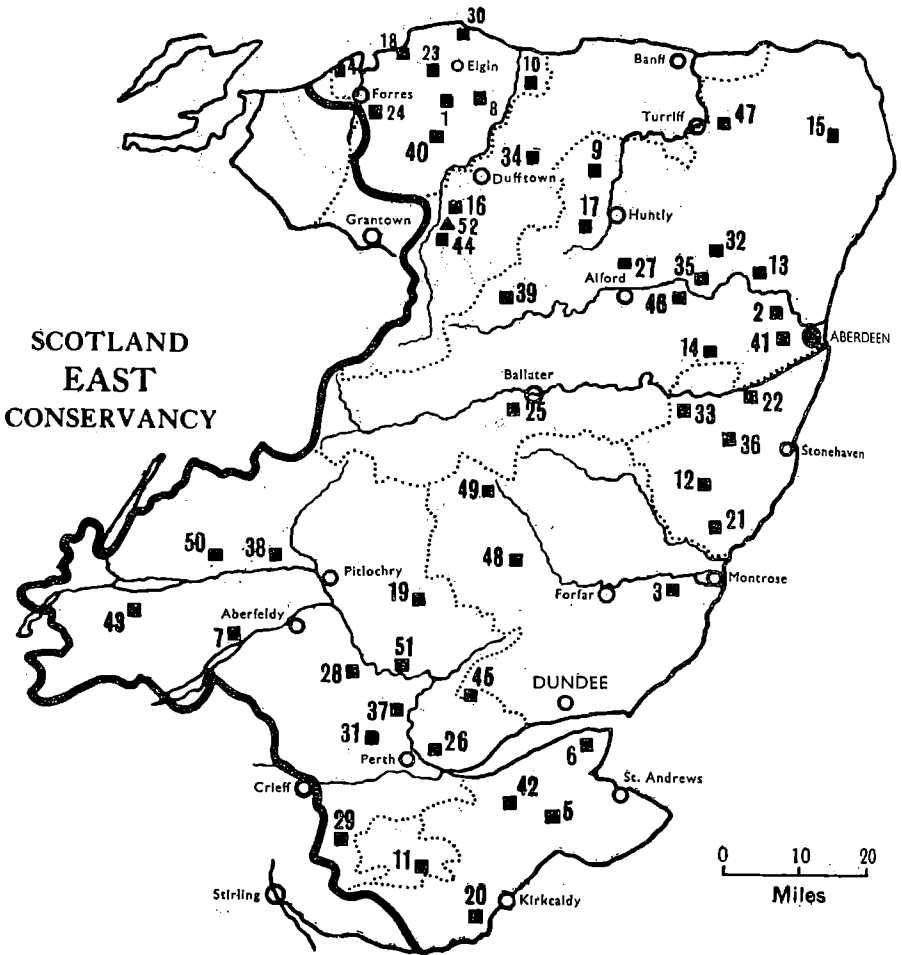 30
18
23
Elgin
10
Banff
4
Forres
24
1
8
Turriff
47
15
40
34
Dufftown
9
16
52
44
Grantown
17
Huntly
32
27
35
13
Alford
39
46
2
41
ABERDEEN
14
SCOTLAND
EAST
CONSERVANCY
Ballater
25
33
22
36
Stonehaven
49
12
21
50
38
48
Pitlochry
19
Forfar
3
Montrose
43
Aberfeldy
7
28
51
45
DUNDEE
37
31
26
Perth
6
St. Andrews
Crieff
42
5
29
11
0 10 20
Miles
Stirling
20
Kirkcaldy